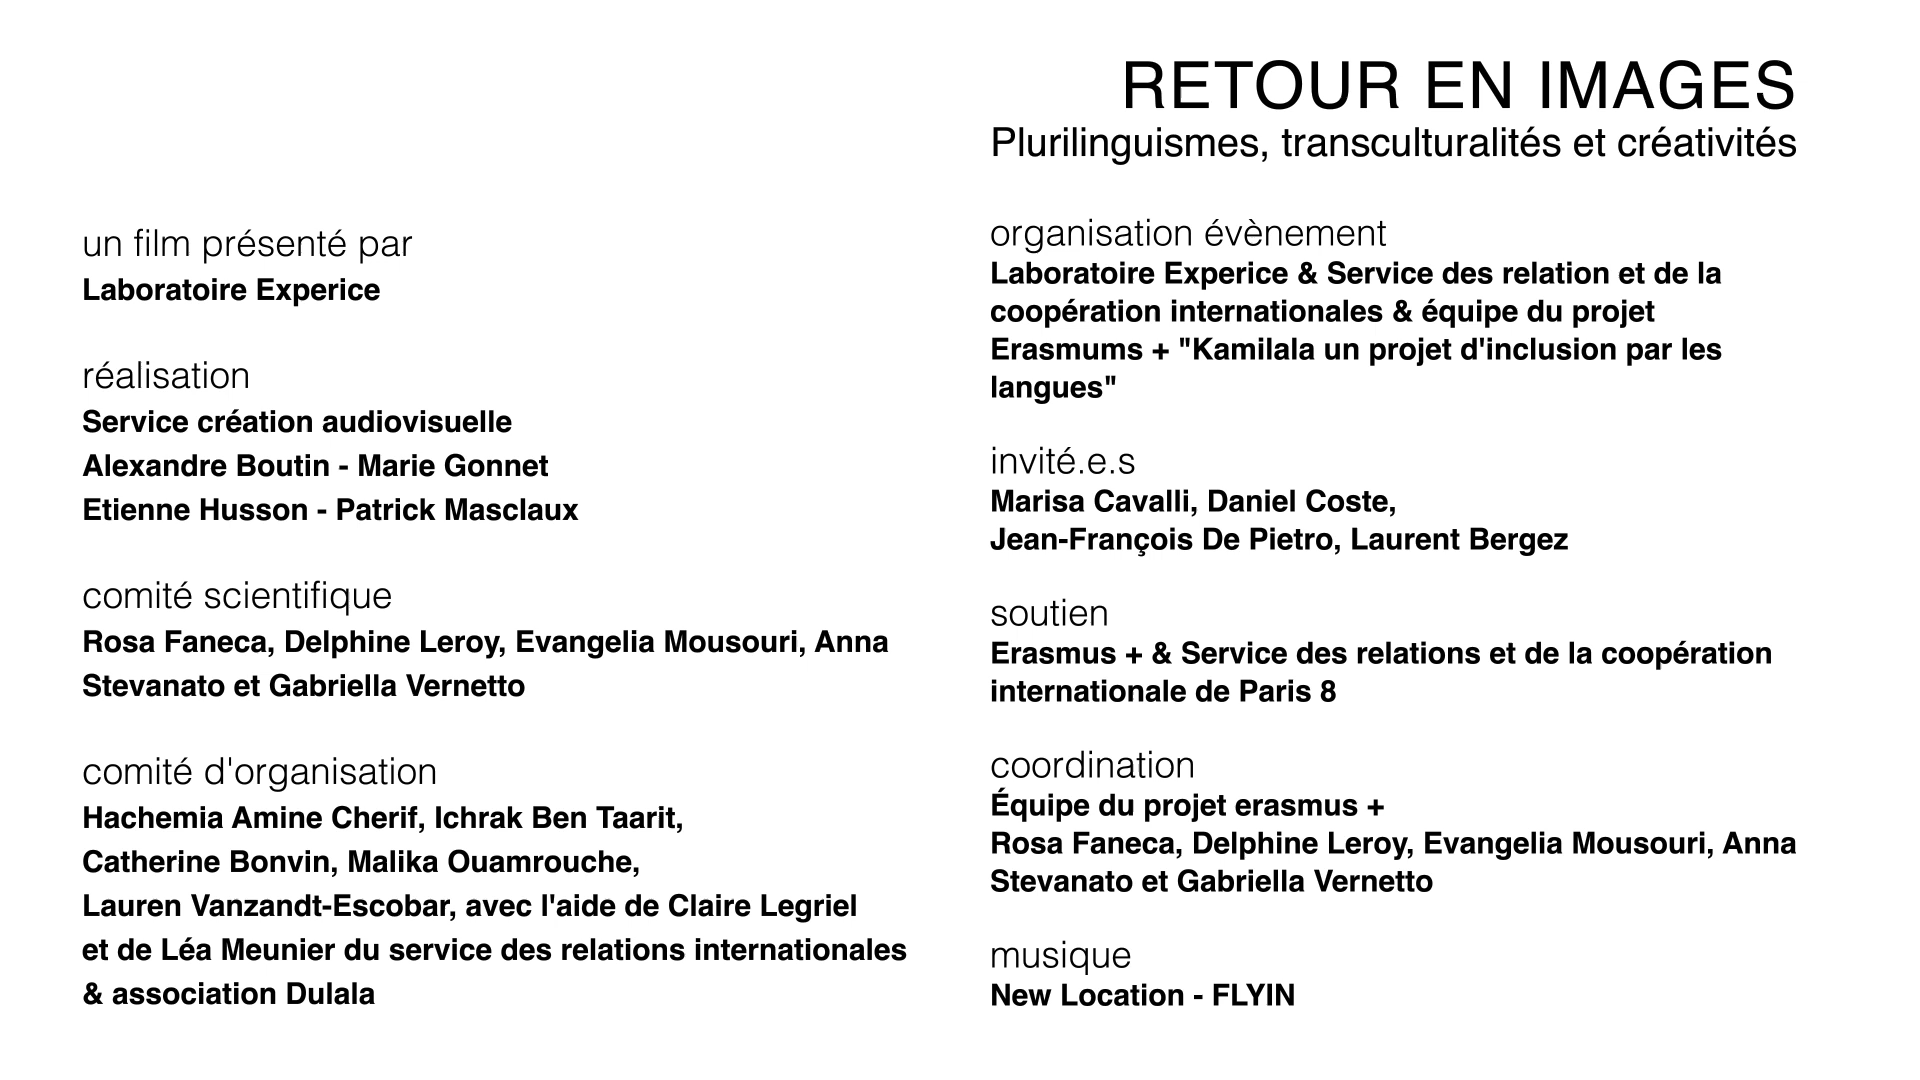 RETOUR EN IMAGES
Plurilinguismes, transculturalités et créativités
un film présenté par
Laboratoire Experice
réalisation
Service création audiovisuelle
Alexandre Boutin - Marie Gonnet
Etienne Husson - Patrick Masclaux
comité scientifique
Rosa Faneca, Delphine Leroy, Evangelia Mousouri, Anna
Stevanato et Gabriella Vernetto
comité d'organisation
Hachemia Amine Cherif, Ichrak Ben Taarit,
Catherine Bonvin, Malika Ouamrouche,
Lauren Vanzandt-Escobar, avec l'aide de Claire Legriel
et de Léa Meunier du service des relations internationales
& association Dulala
organisation évènement
Laboratoire Experice & Service des relation et de la
coopération internationales & équipe du projet
Erasmums + "Kamilala un projet d'inclusion par les
langues"
invité.e.s
Marisa Cavalli, Daniel Coste,
Jean-François De Pietro, Laurent Bergez
soutien
Erasmus + & Service des relations et de la coopération
internationale de Paris 8
coordination
Équipe du projet erasmus +
Rosa Faneca, Delphine Leroy, Evangelia Mousouri, Anna
Stevanato et Gabriella Vernetto
musique
New Location - FLYIN